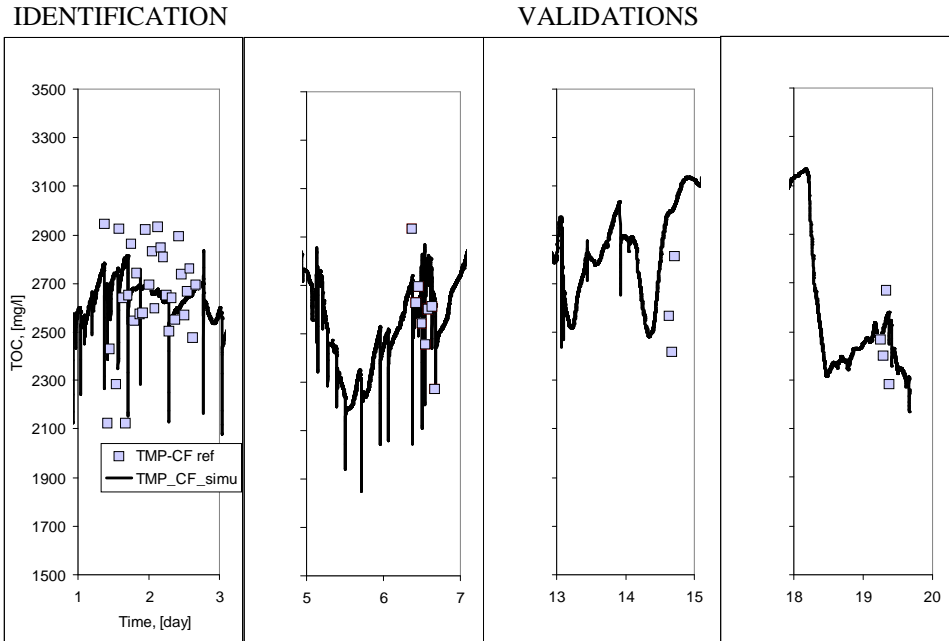 IDENTIFICATION VALIDATIONS
3500
3300
3100
2900
2700
2500
2300
2100
1900
1700
1500
TOC, [mg/l]
TMP-CF ref
TMP_CF_simu
1 2 3 5 6 7 13 14 15 18 19 20
Time, [day]